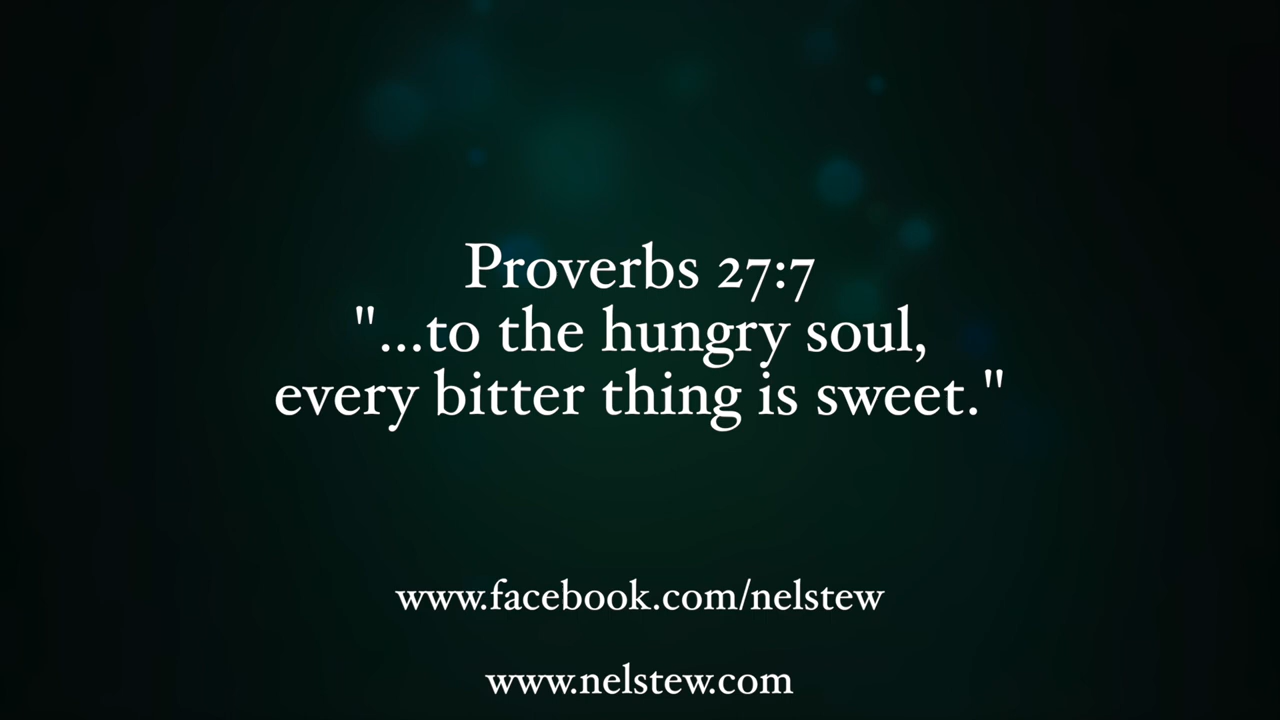 Proverbs 27:7
"...to the hungry soul,
every bitter thing is sweet."
www.facebook.com/nelstew
www.nelstew.com